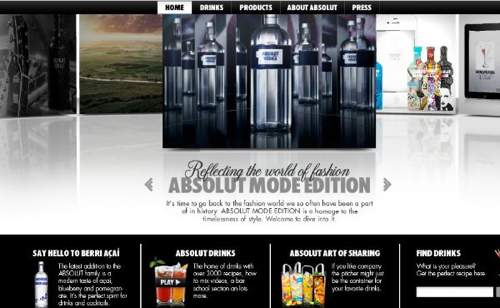 HOME DRINKS PRODUCTS ABOUT ABSOLUT PRESS
ABSOLUT
VODKA
Reflecting the world of fashion
ABSOLUT MODE EDITION
It's time to go back to the fashion world we so often have been a part
of in history. ABSOLUT MODE EDITION is a homage to the
timelessness of style. Welcome to dive into it.
SAY HELLO TO BERRI AÇAÍ
The latest addition to the
ABSOLUT family is a
modern taste of açai,
blueberry and pomegran-
ate. It's the perfect spirit for
drinks and cocktails.
ABSOLUT DRINKS
PLAY
The home of drinks with
over 3000 recipes, how
to mix videos, a bar
school section an lots
more.
ABSOLUT ART OF SHARING
If you like company
the pitcher might just
be the container for
your favorite drinks.
FIND DRINKS
What is your pleasure?
Get the perfect recipe here.